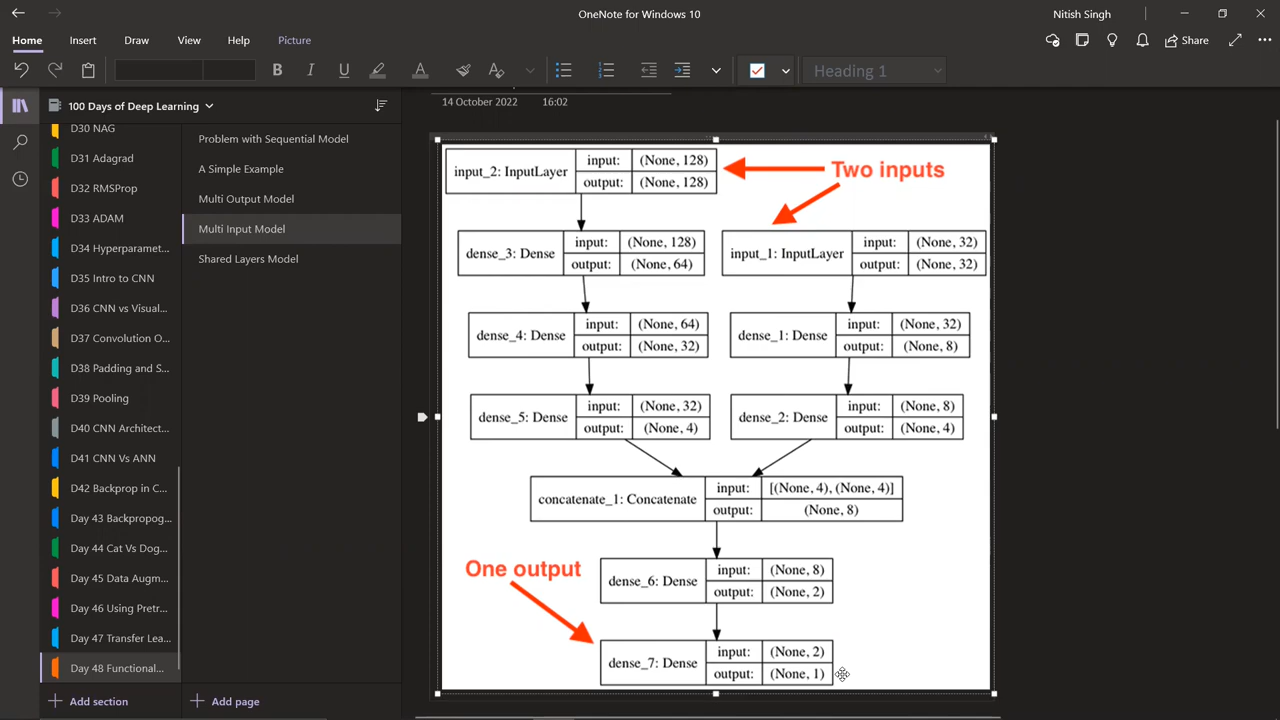 OneNote for Windows 10
Nitish Singh
Home
Insert
Draw
View
Help
Picture
Share
B
I
U
A
A
Heading 1
100 Days of Deep Learning
D30 NAG
D31 Adagrad
D32 RMSProp
D33 ADAM
D34 Hyperparamet...
D35 Intro to CNN
D36 CNN vs Visual...
D37 Convolution O...
D38 Padding and S...
D39 Pooling
D40 CNN Architect...
D41 CNN Vs ANN
D42 Backprop in C...
Day 43 Backpropog...
Day 44 Cat Vs Dog...
Day 45 Data Augm...
Day 46 Using Pretr...
Day 47 Transfer Lea...
Day 48 Functional...
Add section
Problem with Sequential Model
A Simple Example
Multi Output Model
Multi Input Model
Shared Layers Model
Add page
14 October 2022 16:02
input_2: InputLayer
input: (None, 128)
output: (None, 128)
Two inputs
dense_3: Dense
input: (None, 128)
output: (None, 64)
input_1: InputLayer
input: (None, 32)
output: (None, 32)
dense_4: Dense
input: (None, 64)
output: (None, 32)
dense_1: Dense
input: (None, 32)
output: (None, 8)
dense_5: Dense
input: (None, 32)
output: (None, 4)
dense_2: Dense
input: (None, 8)
output: (None, 4)
concatenate_1: Concatenate
input: [(None, 4), (None, 4)]
output: (None, 8)
One output
dense_6: Dense
input: (None, 8)
output: (None, 2)
dense_7: Dense
input: (None, 2)
output: (None, 1)